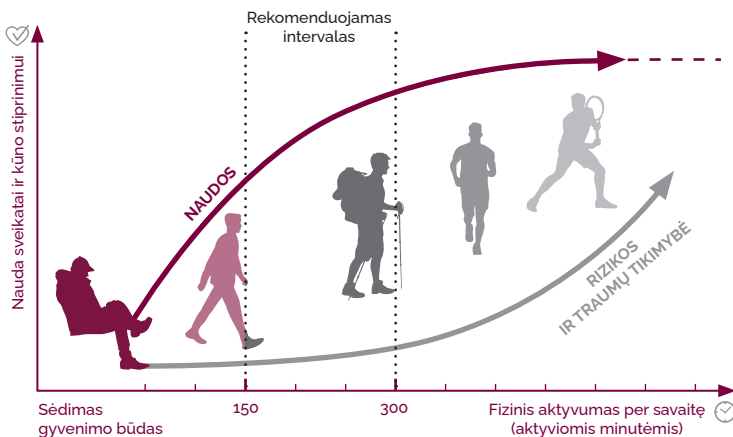 Rekomenduojamas
intervalas
Nauda sveikatai ir kūno stiprinimui
NAUDOS
RIZIKOS
IR TRAUMŲ TIKIMYBĖ
Sėdimas
gyvenimo būdas
150
300
Fizinis aktyvumas per savaitę
(aktyviomis minutėmis)